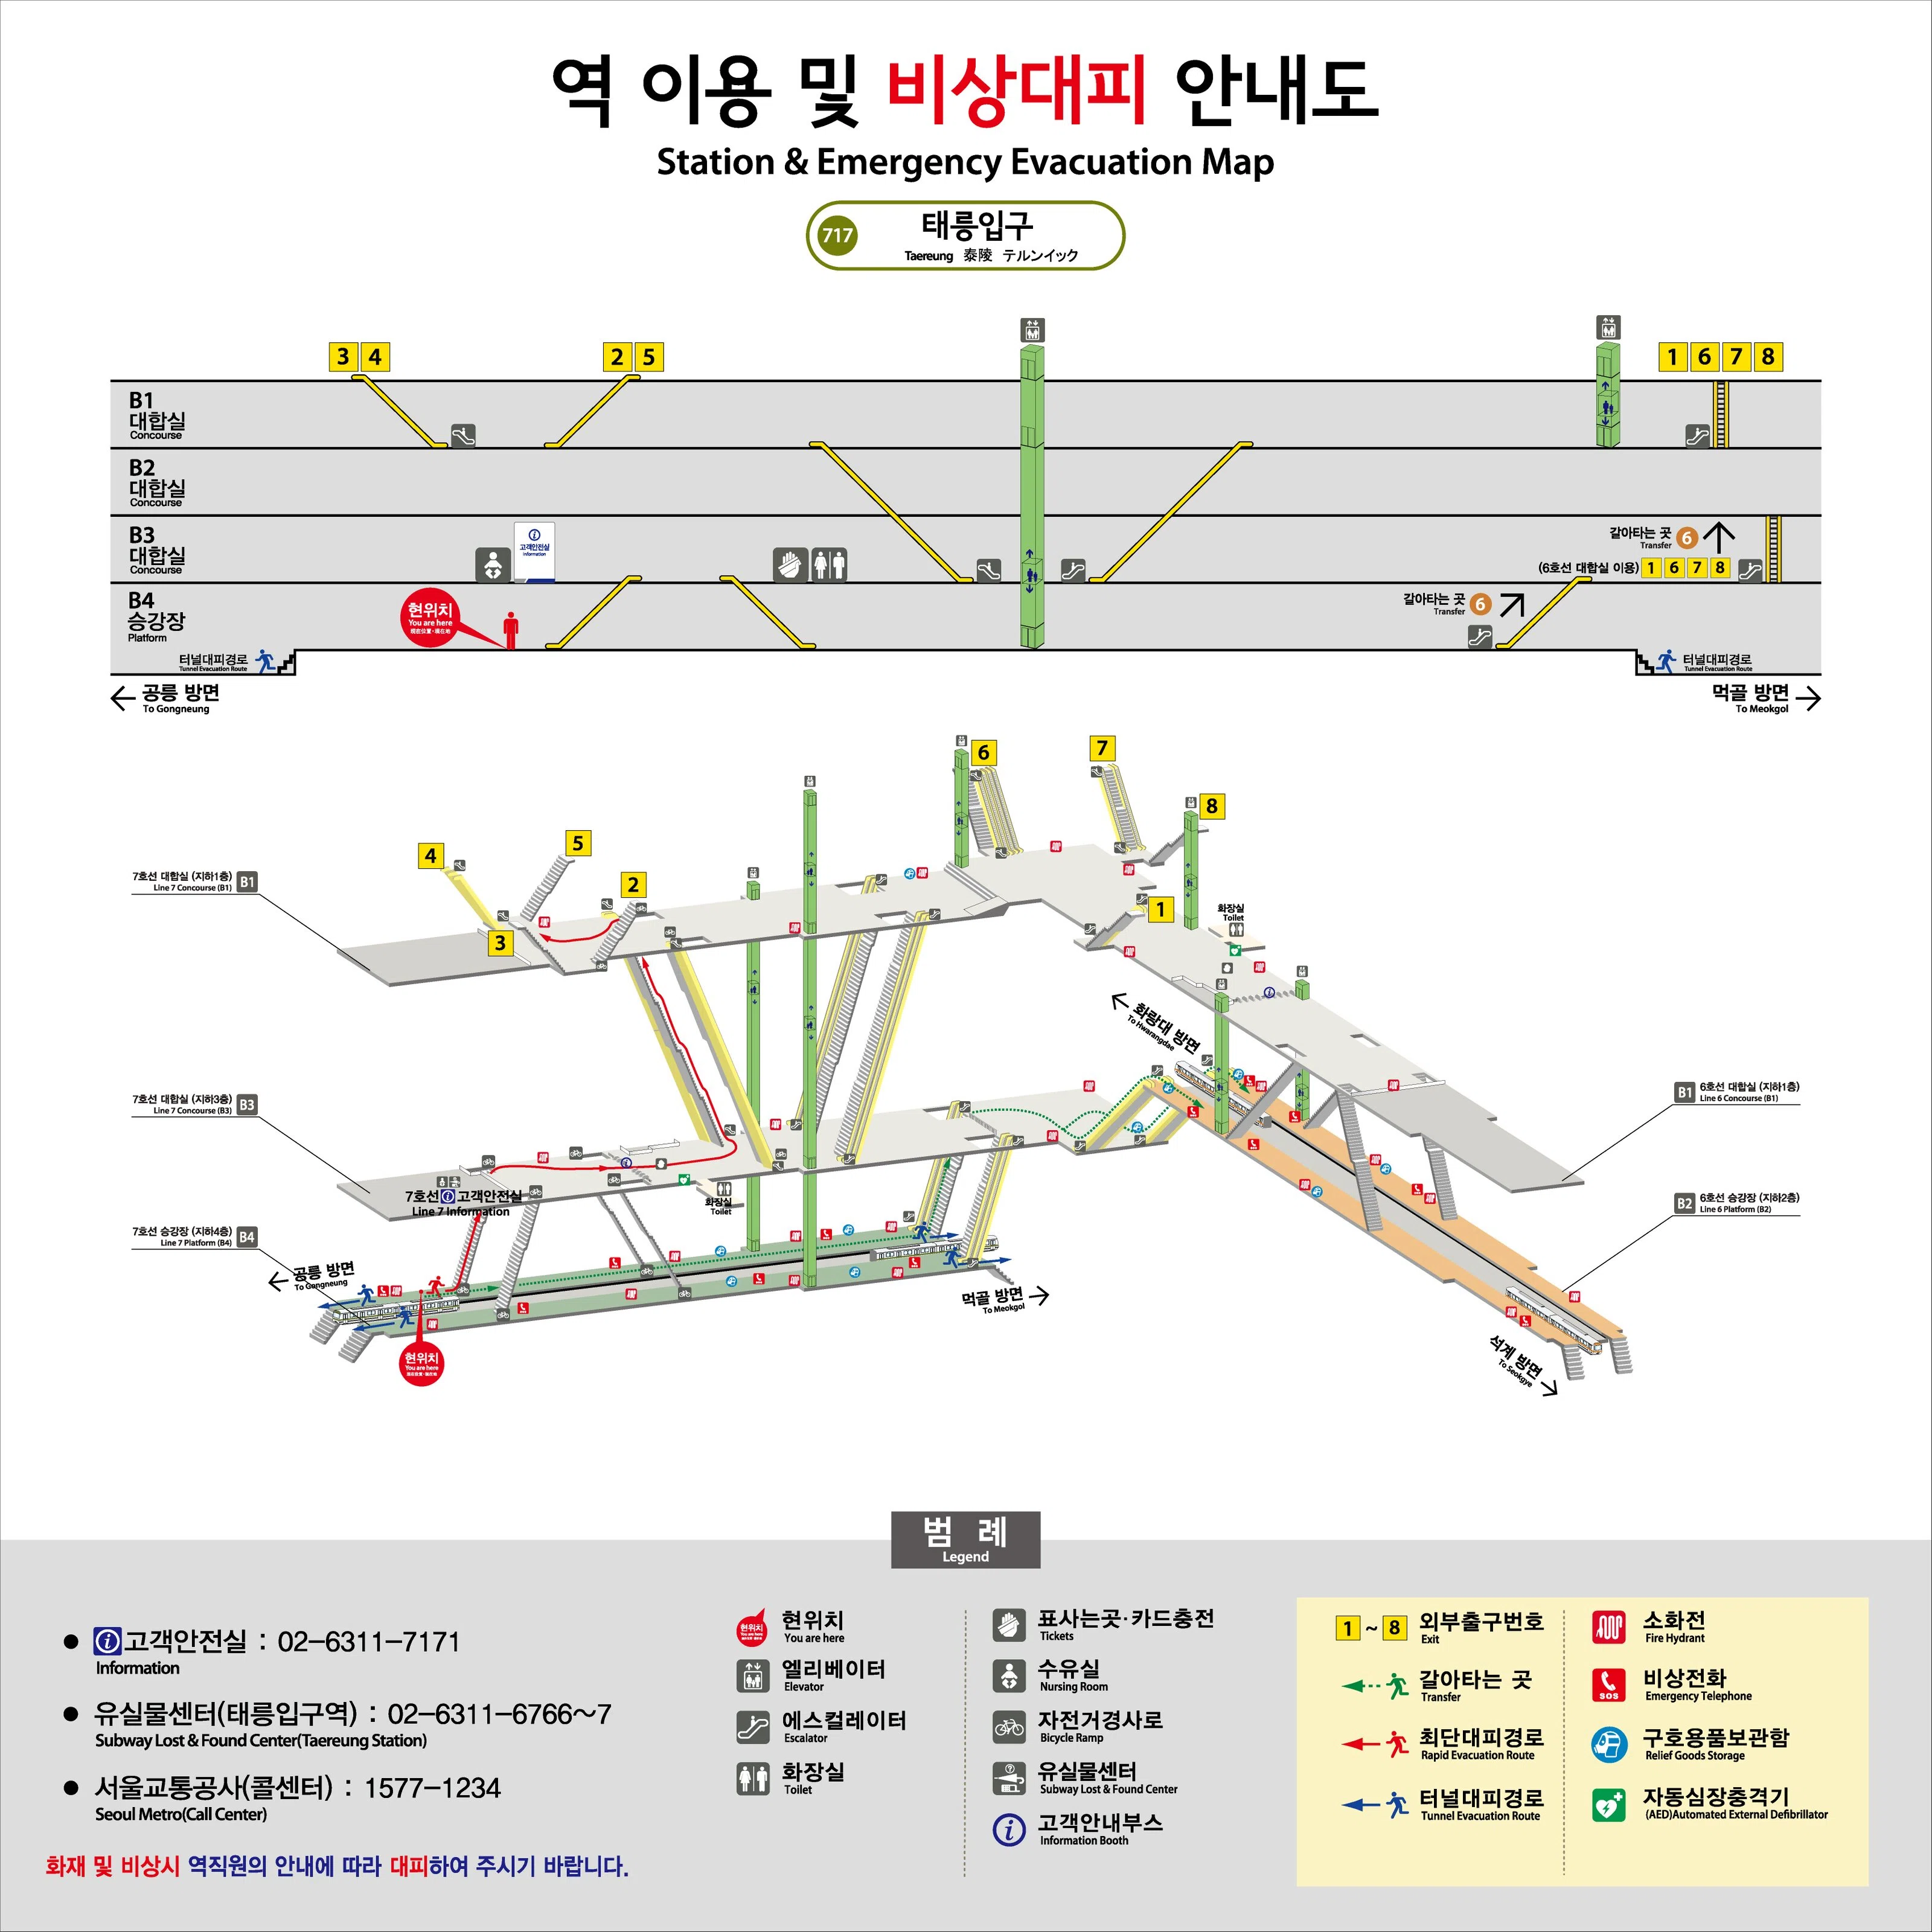 역 이용 및 비상대피 안내도
Station & Emergency Evacuation Map
717
태릉입구
Taereung 泰陵 テルンイック
3 4
2 5
1 6 7 8
B1
대합실
Concourse
B2
대합실
Concourse
B3
대합실
Concourse
고객안전실
Information
갈아타는 곳 6
Transfer
(6호선 대합실 이용) 1 6 7 8
B4
승강장
Platform
현위치
You are here
現在位置·現在地
갈아타는 곳 6
Transfer
터널대피경로
Tunnel Evacuation Route
터널대피경로
Tunnel Evacuation Route
공릉 방면
To Gongneung
먹골 방면
To Meokgol
6
7
8
4
5
2
3
1
7호선 대합실 (지하1층) B1
Line 7 Concourse (B1)
화장실
Toilet
화랑대 방면
To Hwarangdae
7호선 대합실 (지하3층) B3
Line 7 Concourse (B3)
B1 6호선 대합실 (지하1층)
Line 6 Concourse (B1)
7호선 고객안전실
Line 7 Information
화장실
Toilet
B2 6호선 승강장 (지하2층)
Line 6 Platform (B2)
7호선 승강장 (지하4층) B4
Line 7 Platform (B4)
공릉 방면
To Gongneung
먹골 방면
To Meokgol
현위치
You are here
석계 방면
To Seokgye
범 례
Legend
고객안전실 : 02-6311-7171
Information
유실물센터(태릉입구역) : 02-6311-6766~7
Subway Lost & Found Center(Taereung Station)
서울교통공사(콜센터) : 1577-1234
Seoul Metro(Call Center)
화재 및 비상시 역직원의 안내에 따라 대피하여 주시기 바랍니다.
현위치
현위치
You are here
엘리베이터
Elevator
에스컬레이터
Escalator
화장실
Toilet
표사는곳·카드충전
Tickets
수유실
Nursing Room
자전거경사로
Bicycle Ramp
유실물센터
Subway Lost & Found Center
고객안내부스
Information Booth
1 ~ 8 외부출구번호
Exit
갈아타는 곳
Transfer
최단대피경로
Rapid Evacuation Route
터널대피경로
Tunnel Evacuation Route
소화전
Fire Hydrant
SOS
비상전화
Emergency Telephone
구호용품보관함
Relief Goods Storage
자동심장충격기
(AED)Automated External Defibrillator